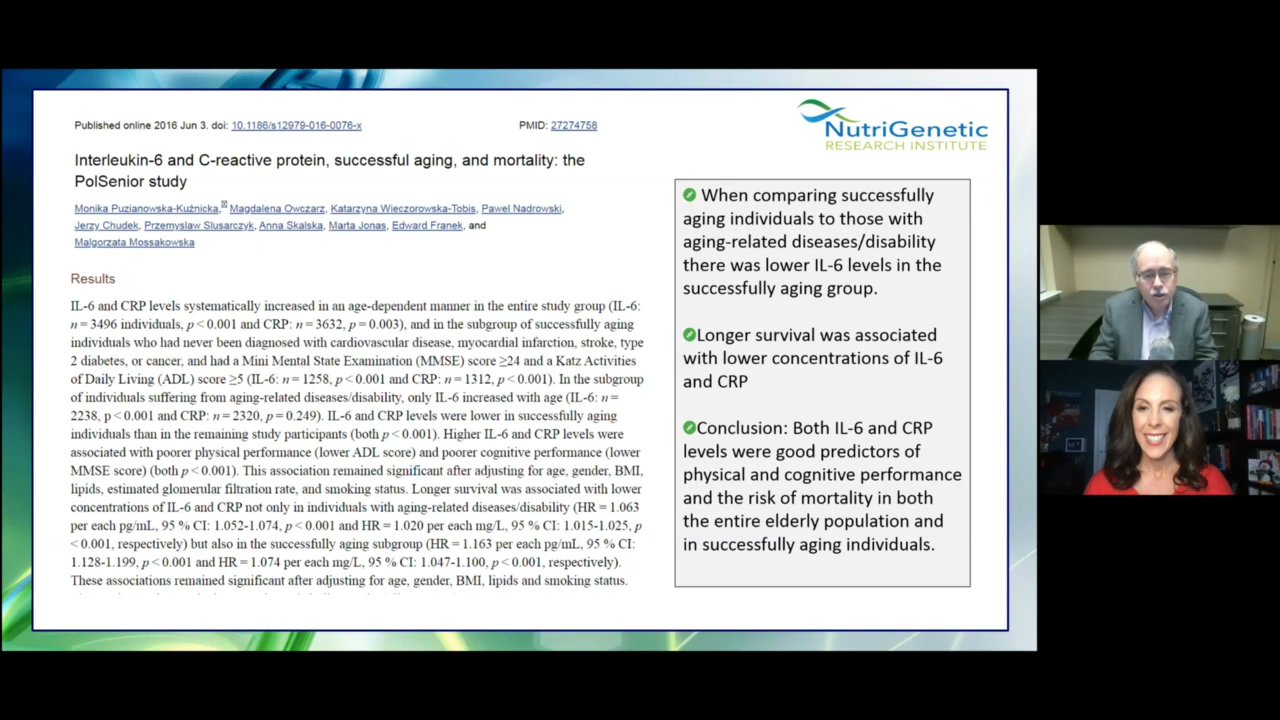 Published online 2016 Jun 3. doi: 10.1186/s12979-016-0076-x
PMID: 27274758
Interleukin-6 and C-reactive protein, successful aging, and mortality: the
PolSenior study
Monika Puzianowska-Kuźnicka, Magdalena Owczarz, Katarzyna Wieczorowska-Tobis, Pawel Nadrowski,
Jerzy Chudek, Przemyslaw Slusarczyk, Anna Skalska, Marta Jonas, Edward Franek, and
Malgorzata Mossakowska
Results
IL-6 and CRP levels systematically increased in an age-dependent manner in the entire study group (IL-6:
n = 3496 individuals, p < 0.001 and CRP: n = 3632, p = 0.003), and in the subgroup of successfully aging
individuals who had never been diagnosed with cardiovascular disease, myocardial infarction, stroke, type
2 diabetes, or cancer, and had a Mini Mental State Examination (MMSE) score ≥24 and a Katz Activities
of Daily Living (ADL) score ≥5 (IL-6: n = 1258, p < 0.001 and CRP: n = 1312, p < 0.001). In the subgroup
of individuals suffering from aging-related diseases/disability, only IL-6 increased with age (IL-6: n =
2238, p < 0.001 and CRP: n = 2320, p = 0.249). IL-6 and CRP levels were lower in successfully aging
individuals than in the remaining study participants (both p < 0.001). Higher IL-6 and CRP levels were
associated with poorer physical performance (lower ADL score) and poorer cognitive performance (lower
MMSE score) (both p < 0.001). This association remained significant after adjusting for age, gender, BMI,
lipids, estimated glomerular filtration rate, and smoking status. Longer survival was associated with lower
concentrations of IL-6 and CRP not only in individuals with aging-related diseases/disability (HR = 1.063
per each pg/mL, 95 % CI: 1.052-1.074, p < 0.001 and HR = 1.020 per each mg/L, 95 % CI: 1.015-1.025, p
< 0.001, respectively) but also in the successfully aging subgroup (HR = 1.163 per each pg/mL, 95 % CI:
1.128-1.199, p < 0.001 and HR = 1.074 per each mg/L, 95 % CI: 1.047-1.100, p < 0.001, respectively).
These associations remained significant after adjusting for age, gender, BMI, lipids and smoking status.
NutriGenetic
RESEARCH INSTITUTE
When comparing successfully
aging individuals to those with
aging-related diseases/disability
there was lower IL-6 levels in the
successfully aging group.
Longer survival was associated
with lower concentrations of IL-6
and CRP
Conclusion: Both IL-6 and CRP
levels were good predictors of
physical and cognitive performance
and the risk of mortality in both
the entire elderly population and
in successfully aging individuals.